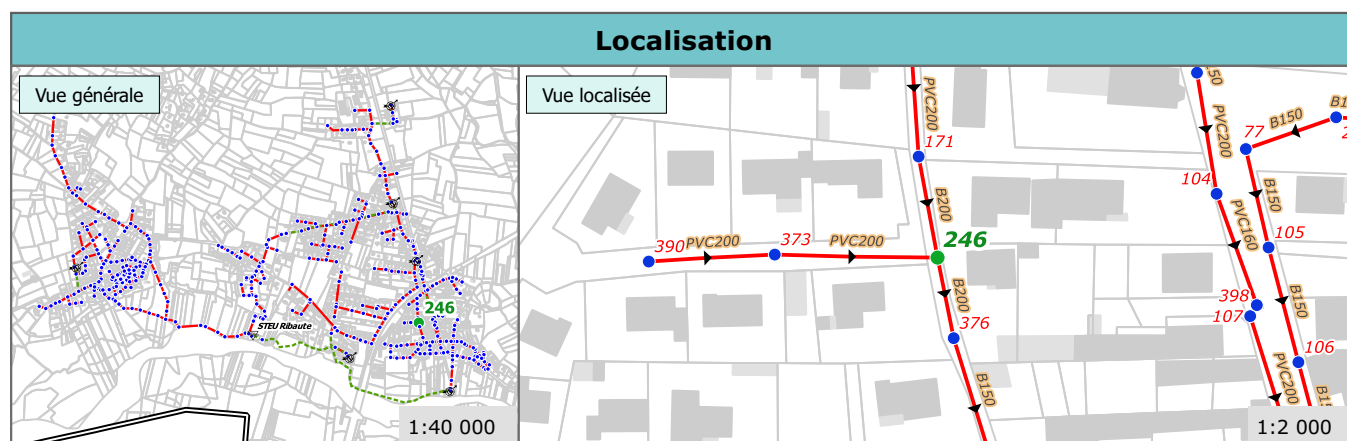 Localisation
Vue générale
246
STEU Ribaute
1:40 000
Vue localisée
PVC200
171
B200
246
390
PVC200
373
PVC200
B200
376
B150
PVC200
104
PVC160
398
107
PVC200
77
B150
B150
105
B150
106
1:2 000